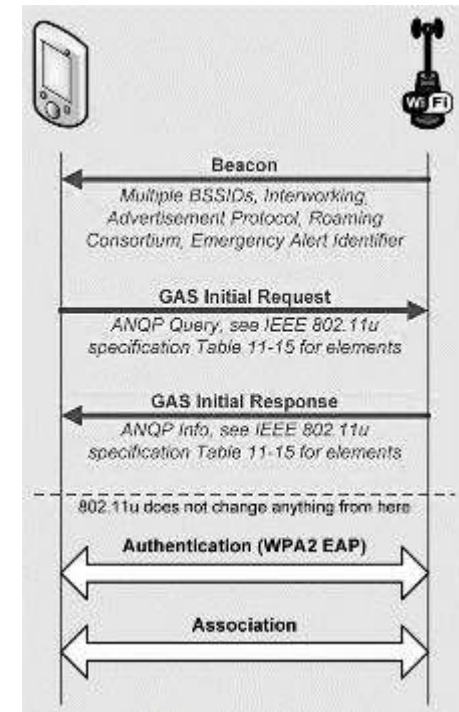 Wi Fi
Beacon
Multiple BSSIDs, Interworking,
Advertisement Protocol, Roaming
Consortium, Emergency Alert Identifier
GAS Initial Request
ANQP Query, see IEEE 802.11u
specification Table 11-15 for elements
GAS Initial Response
ANQP Info, see IEEE 802.11u
specification Table 11-15 for elements
802.11u does not change anything from here
Authentication (WPA2 EAP)
Association